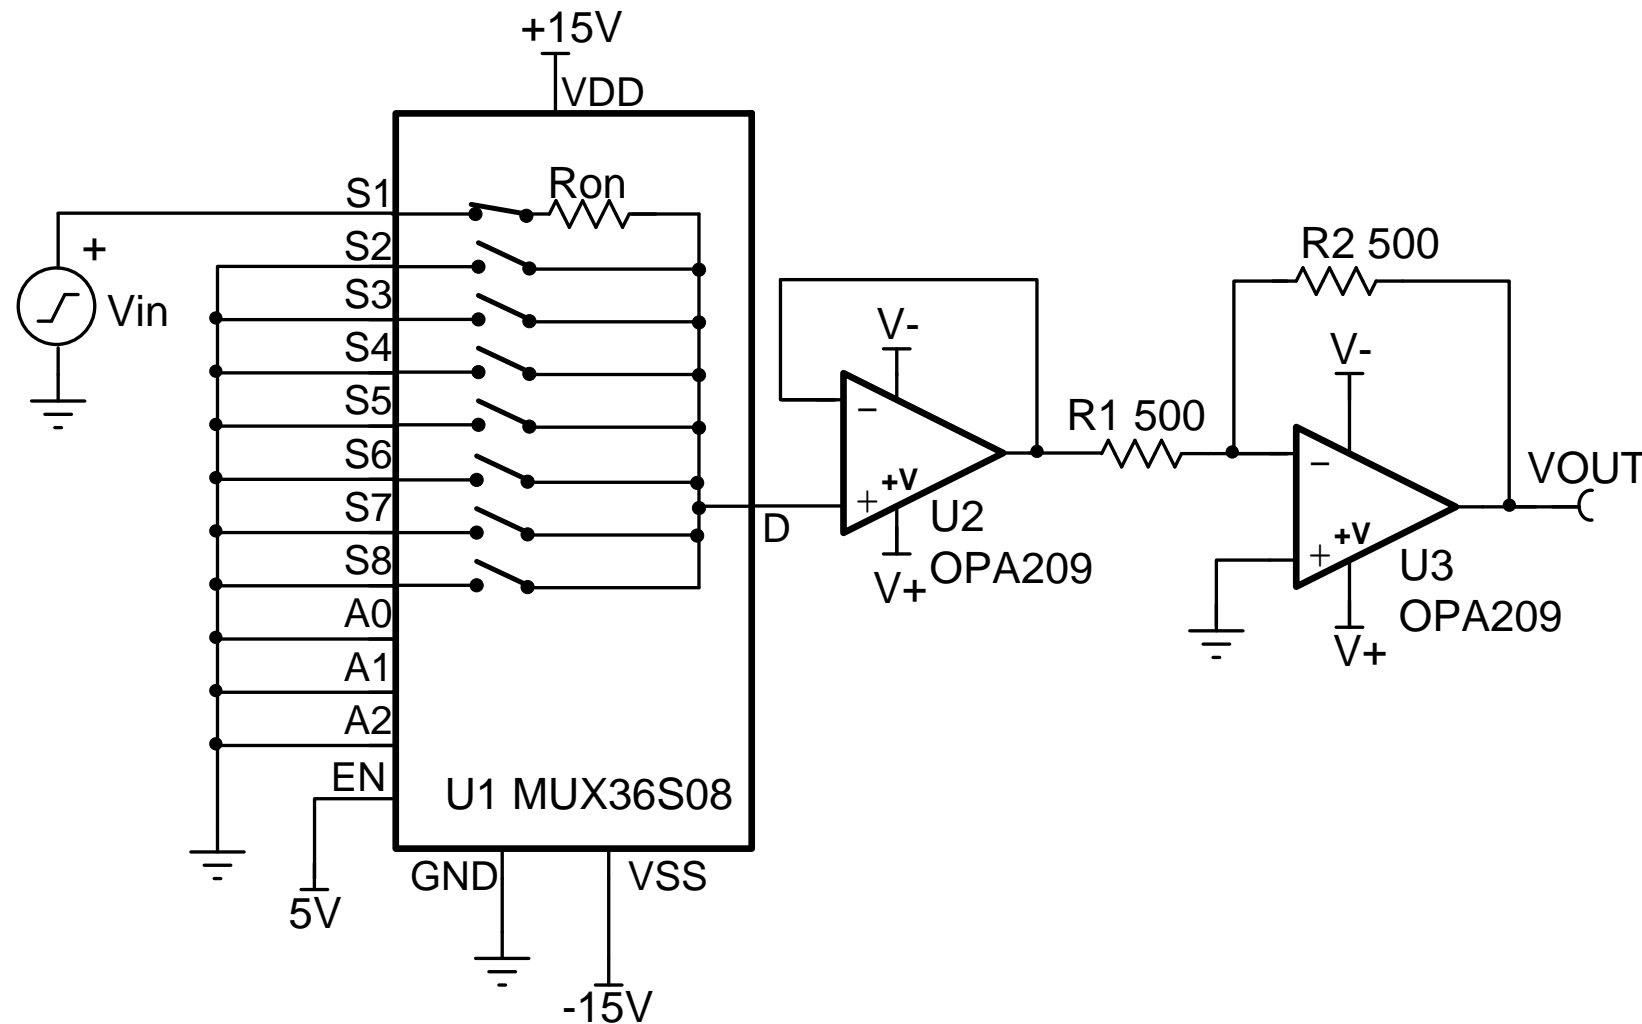 +15V
VDD
Ron
S1
S2
S3
S4
S5
S6
S7
S8
A0
A1
A2
EN
5V
+
Vin
U1 MUX36S08
GND
VSS
-15V
D
V-
−
+V
+
V+
U2
OPA209
R1 500
R2 500
V-
−
+V
+
V+
U3
OPA209
VOUT